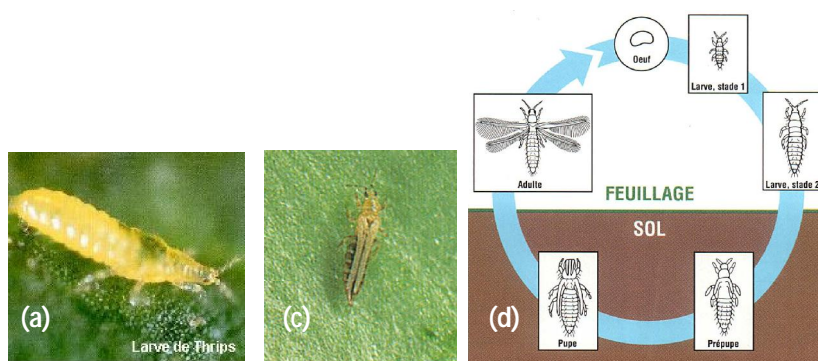 (a)
Larve de Thrips
(c)
Oeuf
Larve, stade 1
Larve, stade 2
Adulte
FEUILLAGE
SOL
Pupe
Prépupe
(d)